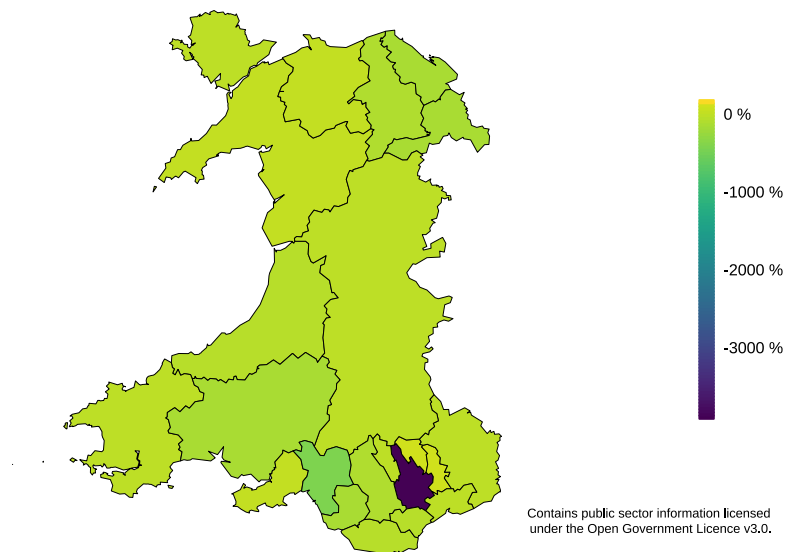 0 %
-1000 %
-2000 %
-3000 %
Contains public sector information licensed
under the Open Government Licence v3.0.